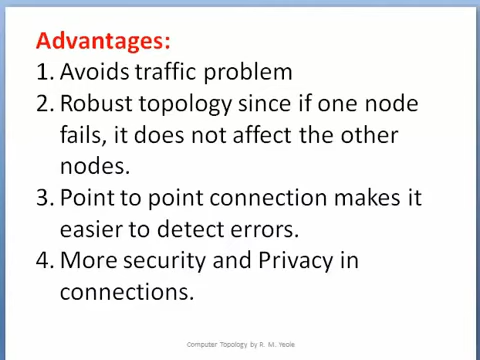 Advantages:
1. Avoids traffic problem
2. Robust topology since if one node
fails, it does not affect the other
nodes.
3. Point to point connection makes it
easier to detect errors.
4. More security and Privacy in
connections.
Computer Topology by R. M. Yeole